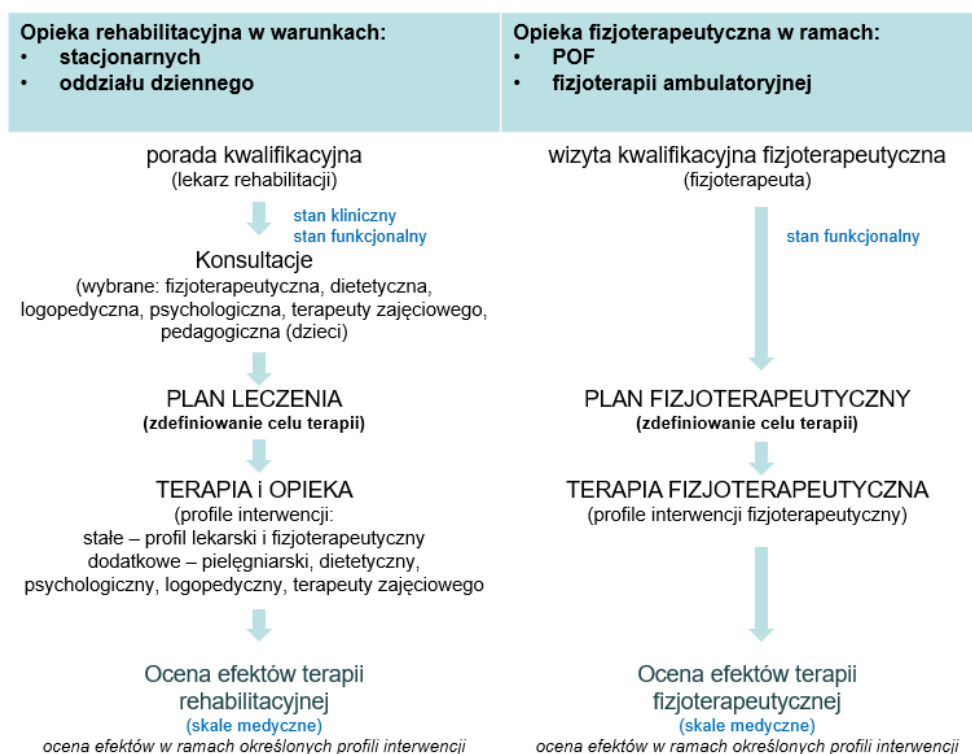 Opieka rehabilitacyjna w warunkach:
• stacjonarnych
• oddziału dziennego
porada kwalifikacyjna
(lekarz rehabilitacji)
stan kliniczny
stan funkcjonalny
Konsultacje
(wybrane: fizjoterapeutyczna, dietetyczna,
logopedyczna, psychologiczna, terapeuty zajęciowego,
pedagogiczna (dzieci)
PLAN LECZENIA
(zdefiniowanie celu terapii)
TERAPIA i OPIEKA
(profile interwencji:
stałe – profil lekarski i fizjoterapeutyczny
dodatkowe – pielęgniarski, dietetyczny,
psychologiczny, logopedyczny, terapeuty zajęciowego
Ocena efektów terapii
rehabilitacyjnej
(skale medyczne)
ocena efektów w ramach określonych profili interwencji
Opieka fizjoterapeutyczna w ramach:
• POF
• fizjoterapii ambulatoryjnej
wizyta kwalifikacyjna fizjoterapeutyczna
(fizjoterapeuta)
stan funkcjonalny
PLAN FIZJOTERAPEUTYCZNY
(zdefiniowanie celu terapii)
TERAPIA FIZJOTERAPEUTYCZNA
(profile interwencji fizjoterapeutyczny)
Ocena efektów terapii
fizjoterapeutycznej
(skale medyczne)
ocena efektów w ramach określonych profili interwencji